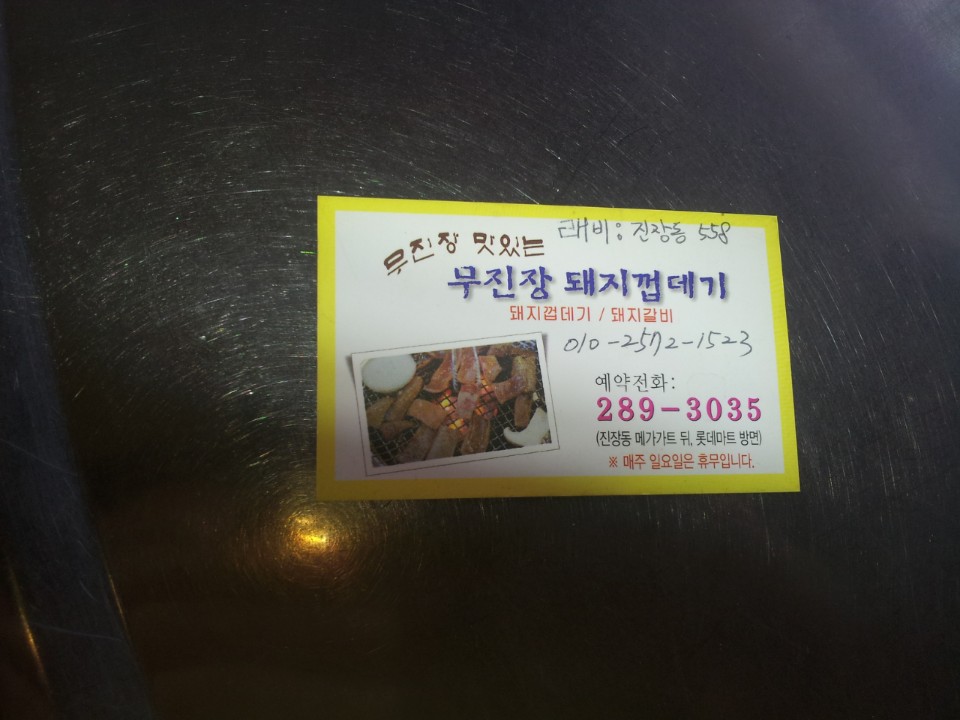 래비: 진장동 558
무진장 맛있는
무진장 돼지껍데기
돼지껍데기 / 돼지갈비
010-2572-1523
예약전화:
289-3035
(진장동 메가가트 뒤, 롯데마트 방면)
※ 매주 일요일은 휴무입니다.